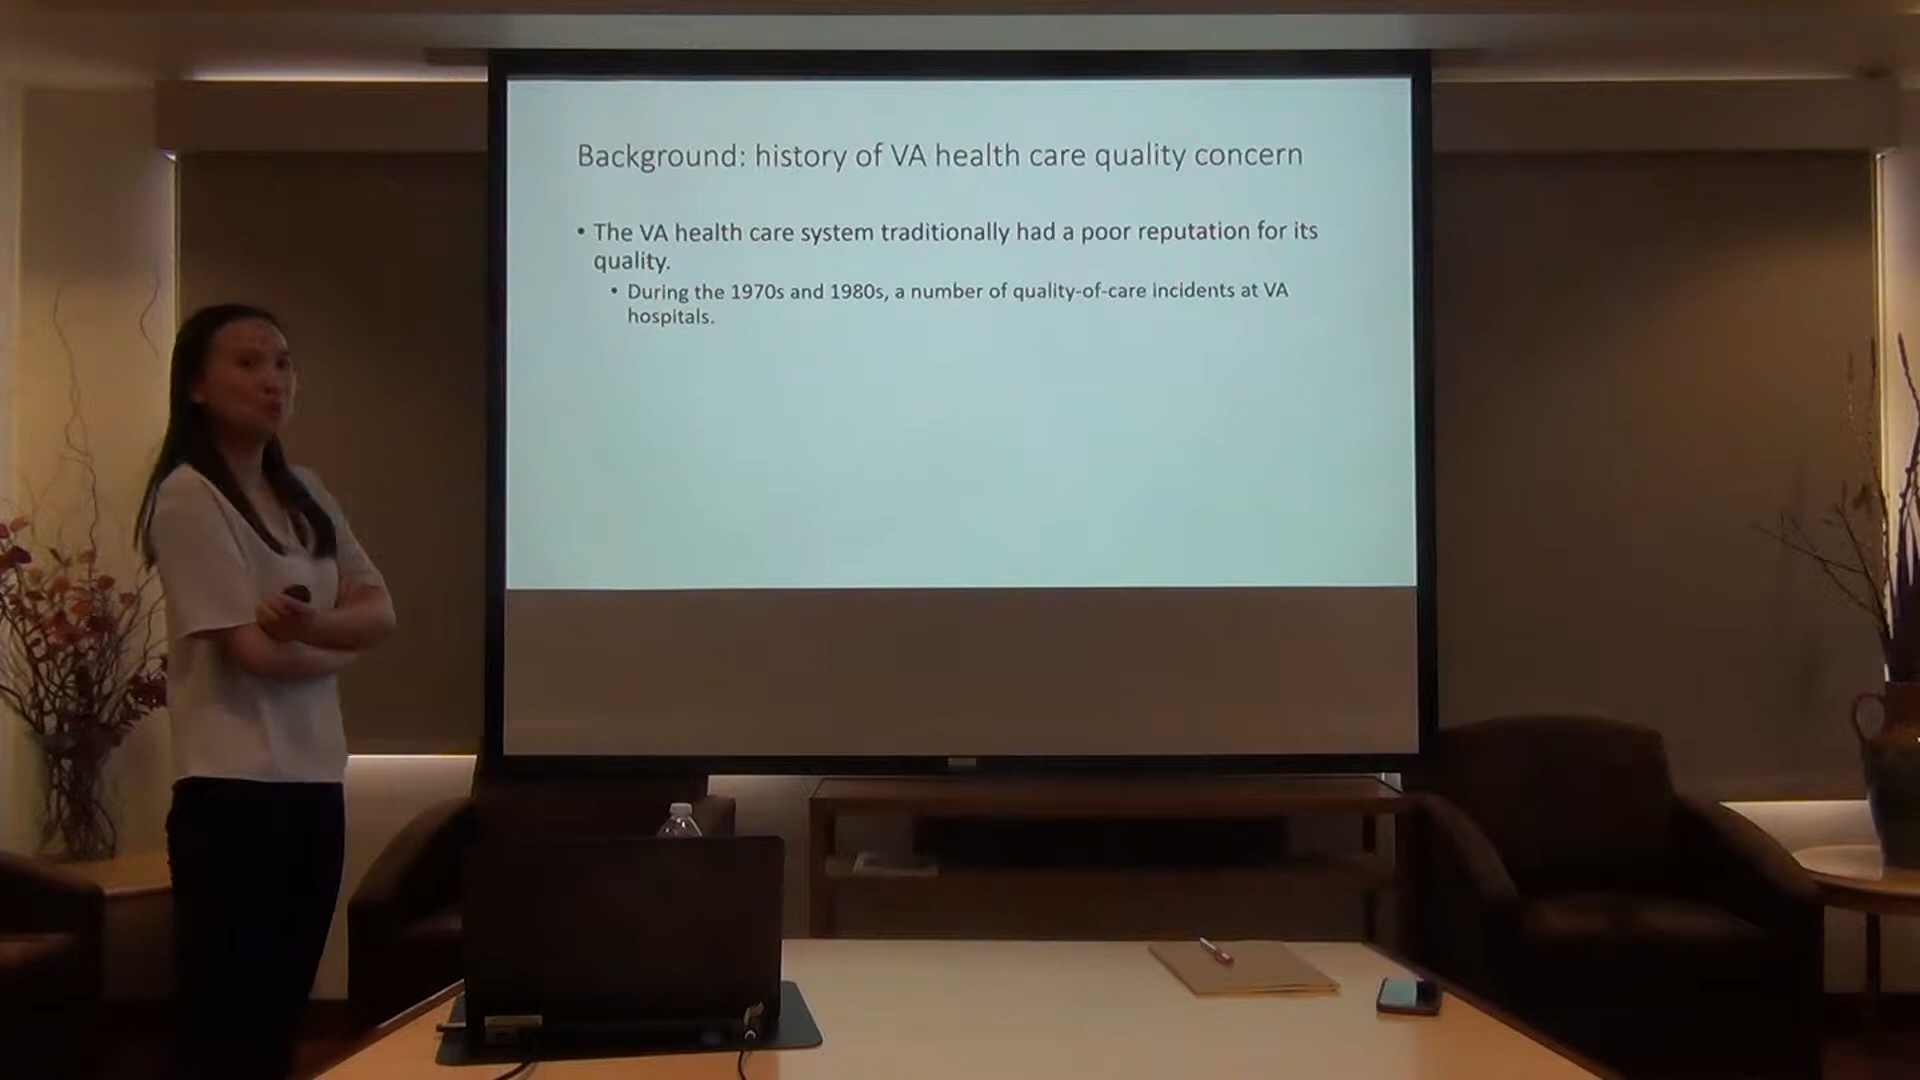 Background: history of VA health care quality concern
• The VA health care system traditionally had a poor reputation for its
quality.
• During the 1970s and 1980s, a number of quality-of-care incidents at VA
hospitals.